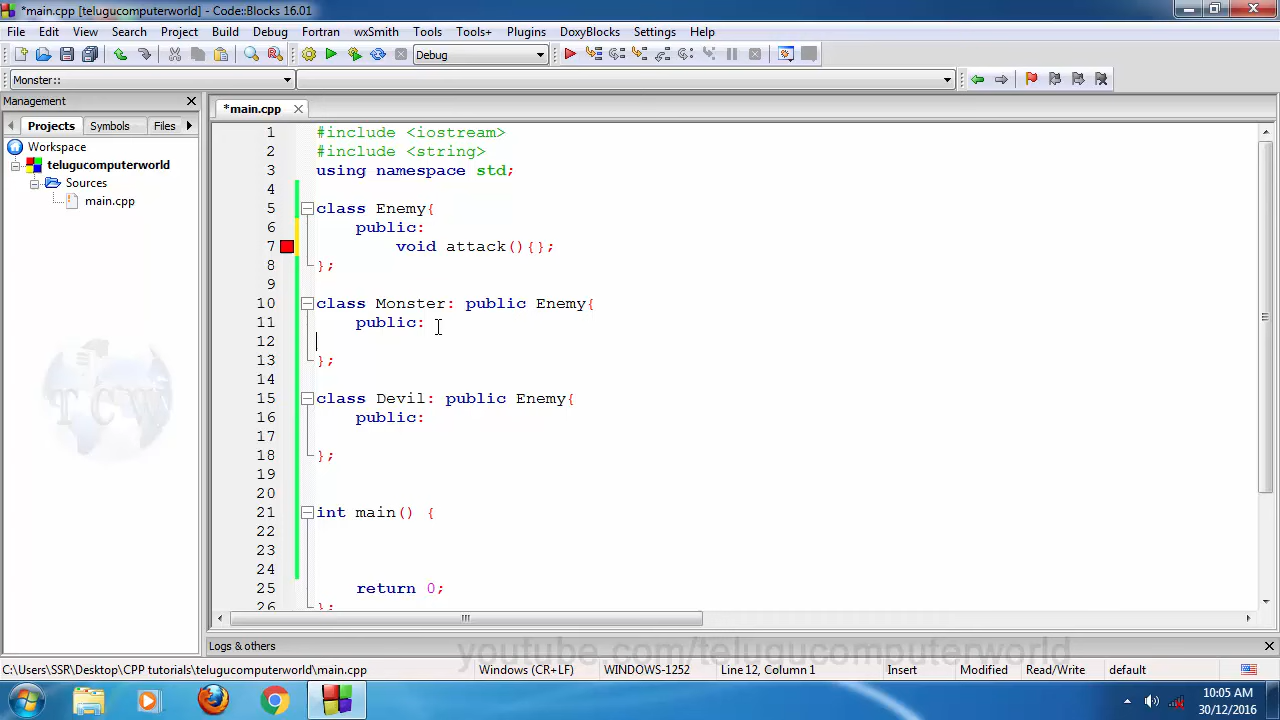 *main.cpp [telugucomputerworld] - Code::Blocks 16.01
File Edit View Search Project Build Debug Fortran wxSmith Tools Tools+ Plugins DoxyBlocks Settings Help
Debug
Monster::
Management
*main.cpp
Projects Symbols Files
Workspace
telugucomputerworld
Sources
main.cpp
1 #include <iostream>
2 #include <string>
3 using namespace std;
4
5 class Enemy{
6 public:
7 void attack(){};
8 };
9
10 class Monster: public Enemy{
11 public:
12
13 };
14
15 class Devil: public Enemy{
16 public:
17
18 };
19
20
21 int main() {
22
23
24
25 return 0;
26 };
TCW
Logs & others
youtube.com/telugucomputerworld
C:\Users\SSR\Desktop\CPP tutorials\telugucomputerworld\main.cpp Windows (CR+LF) WINDOWS-1252 Line 12, Column 1 Insert Modified Read/Write default
10:05 AM
30/12/2016